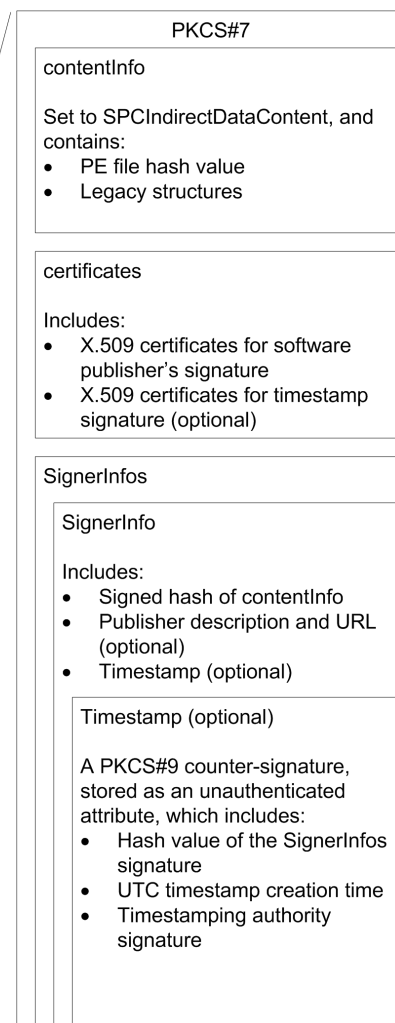 PKCS#7
contentInfo
Set to SPCIndirectDataContent, and
contains:
• PE file hash value
• Legacy structures
certificates
Includes:
• X.509 certificates for software
publisher's signature
• X.509 certificates for timestamp
signature (optional)
SignerInfos
SignerInfo
Includes:
• Signed hash of contentInfo
• Publisher description and URL
(optional)
• Timestamp (optional)
Timestamp (optional)
A PKCS#9 counter-signature,
stored as an unauthenticated
attribute, which includes:
• Hash value of the SignerInfos
signature
• UTC timestamp creation time
• Timestamping authority
signature